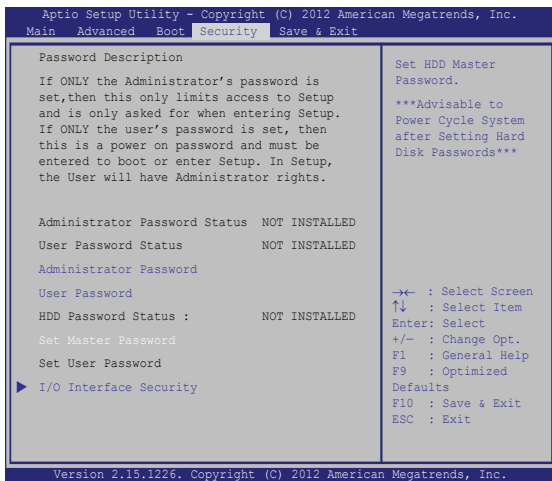 Aptio Setup Utility - Copyright (C) 2012 American Megatrends, Inc.
Main Advanced Boot Security Save & Exit
Password Description
If ONLY the Administrator's password is
set,then this only limits access to Setup
and is only asked for when entering Setup.
If ONLY the user's password is set, then
this is a power on password and must be
entered to boot or enter Setup. In Setup,
the User will have Administrator rights.
Administrator Password Status NOT INSTALLED
User Password Status NOT INSTALLED
Administrator Password
User Password
HDD Password Status : NOT INSTALLED
Set Master Password
Set User Password
I/O Interface Security
Set HDD Master
Password.
***Advisable to
Power Cycle System
after Setting Hard
Disk Passwords***
→← : Select Screen
↑↓ : Select Item
Enter: Select
+/— : Change Opt.
F1 : General Help
F9 : Optimized
Defaults
F10 : Save & Exit
ESC : Exit
Version 2.15.1226. Copyright (C) 2012 American Megatrends, Inc.